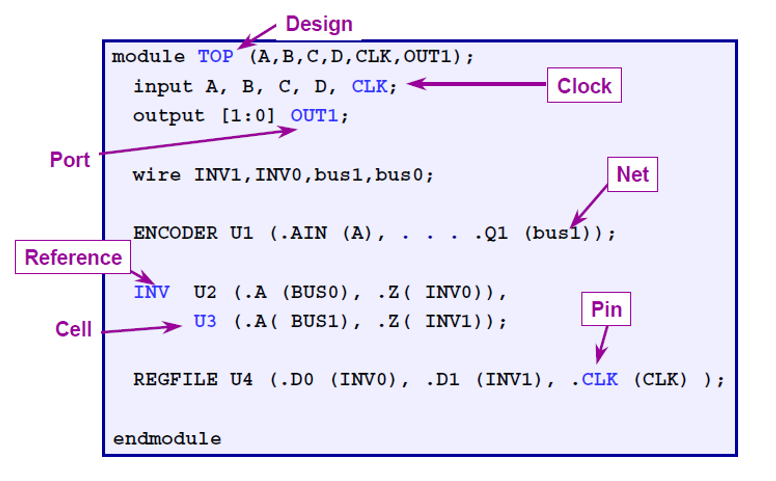 Design
module TOP (A,B,C,D,CLK,OUT1);
input A, B, C, D, CLK;
Clock
output [1:0] OUT1;
Port
wire INV1,INV0,bus1,bus0;
Net
ENCODER U1 (.AIN (A), . . . .Q1 (bus1));
Reference
INV U2 (.A (BUS0), .Z( INV0)),
Pin
Cell
U3 (.A( BUS1), .Z( INV1));
REGFILE U4 (.D0 (INV0), .D1 (INV1), .CLK (CLK) );
endmodule